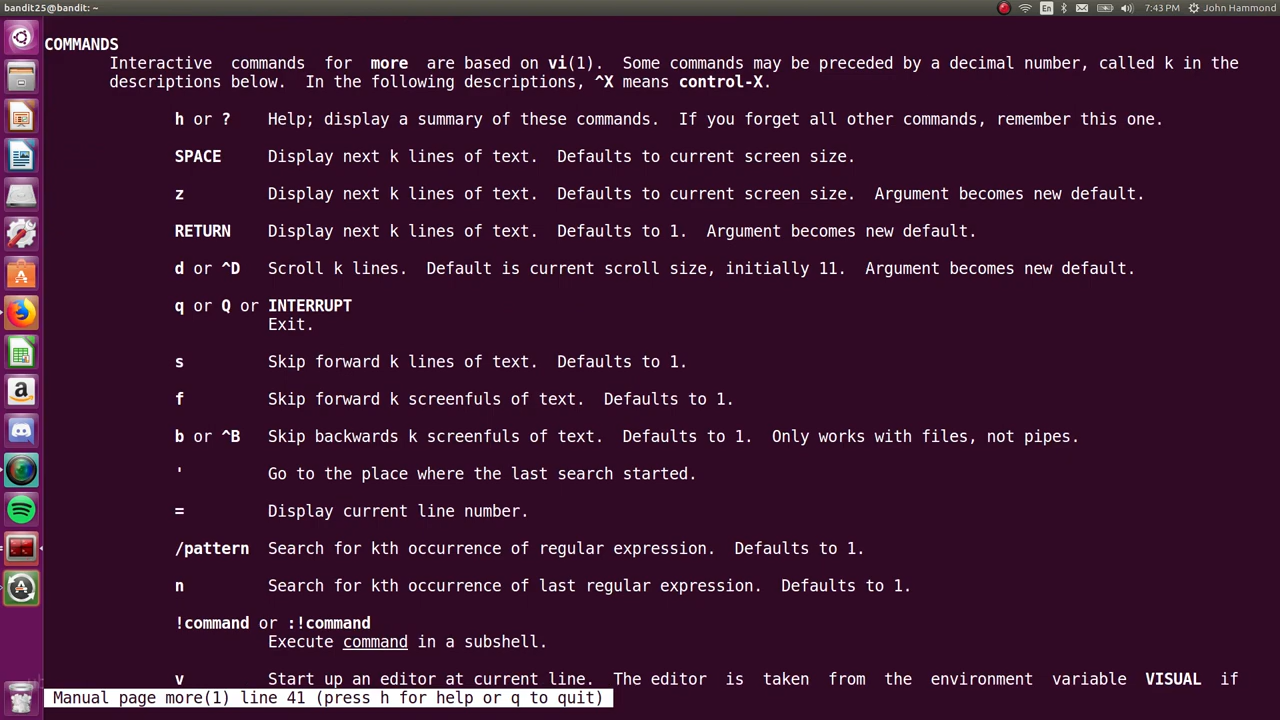 bandit25@bandit: ~
En
7:43 PM
John Hammond
COMMANDS
Interactive commands for more are based on vi(1). Some commands may be preceded by a decimal number, called k in the
descriptions below. In the following descriptions, ^X means control-X.
h or ? Help; display a summary of these commands. If you forget all other commands, remember this one.
SPACE Display next k lines of text. Defaults to current screen size.
z Display next k lines of text. Defaults to current screen size. Argument becomes new default.
RETURN Display next k lines of text. Defaults to 1. Argument becomes new default.
d or ^D Scroll k lines. Default is current scroll size, initially 11. Argument becomes new default.
q or Q or INTERRUPT
Exit.
s Skip forward k lines of text. Defaults to 1.
f Skip forward k screenfuls of text. Defaults to 1.
b or ^B Skip backwards k screenfuls of text. Defaults to 1. Only works with files, not pipes.
' Go to the place where the last search started.
= Display current line number.
/pattern Search for kth occurrence of regular expression. Defaults to 1.
n Search for kth occurrence of last regular expression. Defaults to 1.
!command or :!command
Execute command in a subshell.
v Start up an editor at current line. The editor is taken from the environment variable VISUAL if
Manual page more(1) line 41 (press h for help or q to quit)